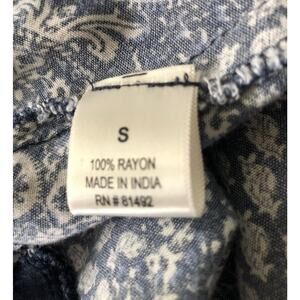 S
100% RAYON
MADE IN INDIA
RN # 81492